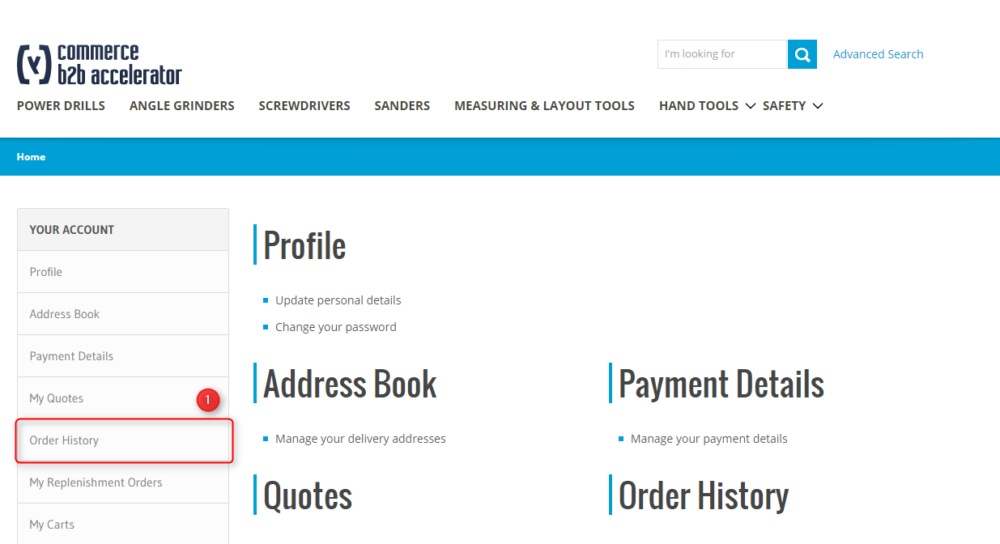 commerce
b2b accelerator
I'm looking for
Advanced Search
POWER DRILLS ANGLE GRINDERS SCREWDRIVERS SANDERS MEASURING & LAYOUT TOOLS HAND TOOLS SAFETY
Home
YOUR ACCOUNT
Profile
Address Book
Payment Details
My Quotes
1
Order History
My Replenishment Orders
My Carts
Profile
Update personal details
Change your password
Address Book
Manage your delivery addresses
Payment Details
Manage your payment details
Quotes
Order History